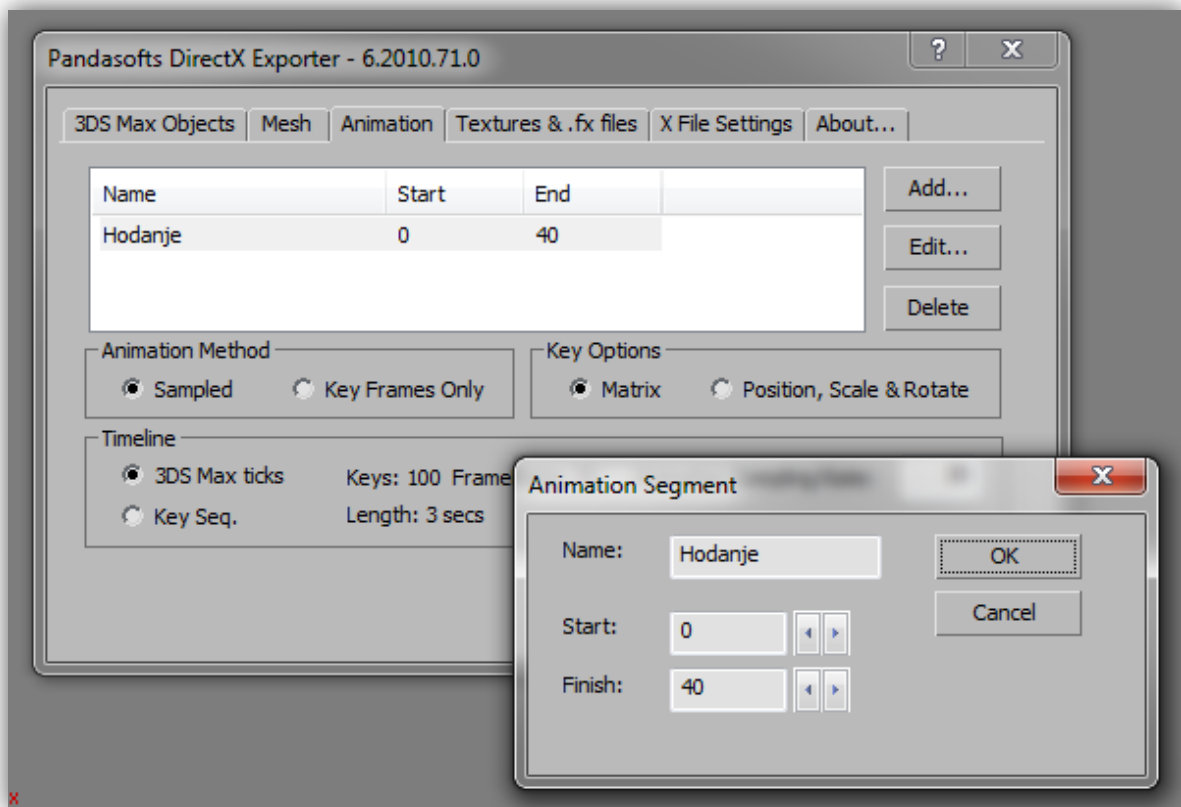 Pandasofts DirectX Exporter - 6.2010.71.0
? X
3DS Max Objects Mesh Animation Textures & .fx files X File Settings About...
Name Start End
Hodanje 0 40
Add...
Edit...
Delete
Animation Method
Sampled Key Frames Only
Key Options
Matrix Position, Scale & Rotate
Timeline
3DS Max ticks Keys: 100 Frame
Key Seq. Length: 3 secs
Animation Segment
X
Name: Hodanje OK
Start: 0 Cancel
Finish: 40
x